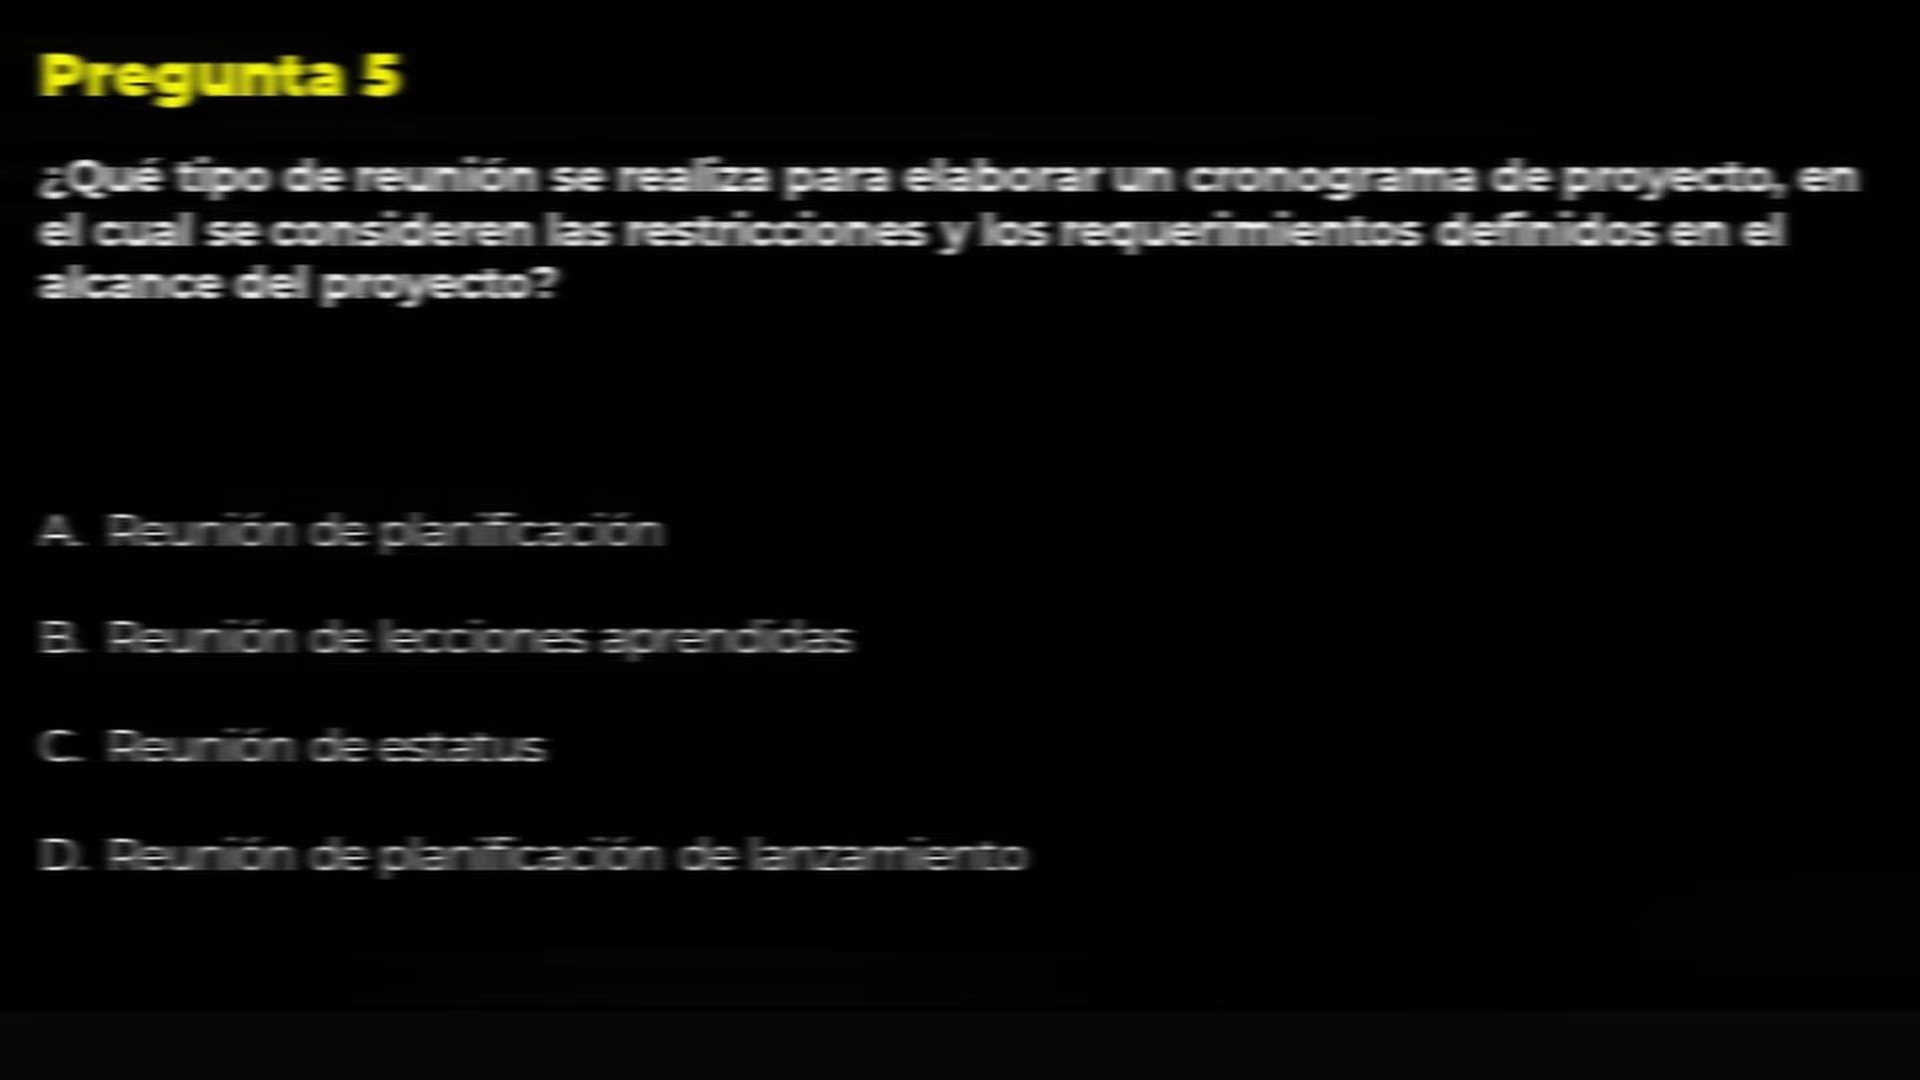 Pregunta 5
¿Qué tipo de reunión se realiza para elaborar un cronograma de proyecto, en
el cual se consideren las restricciones y los requerimientos definidos en el
alcance del proyecto?
A. Reunión de planificación
B. Reunión de lecciones aprendidas
C. Reunión de estatus
D. Reunión de planificación de lanzamiento